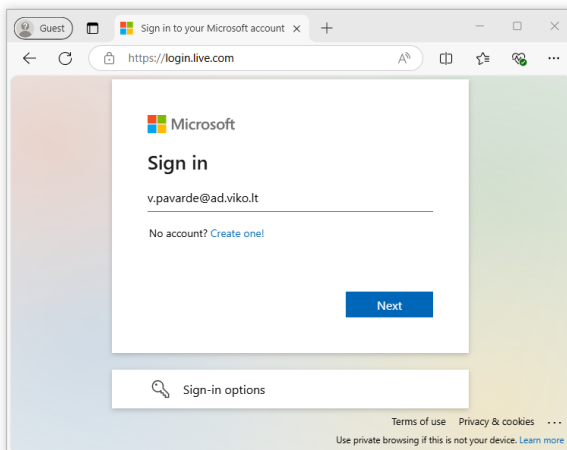 Guest
Sign in to your Microsoft account
https://login.live.com
Microsoft
Sign in
v.pavarde@ad.viko.lt
No account? Create one!
Next
Sign-in options
Terms of use Privacy & cookies ...
Use private browsing if this is not your device. Learn more